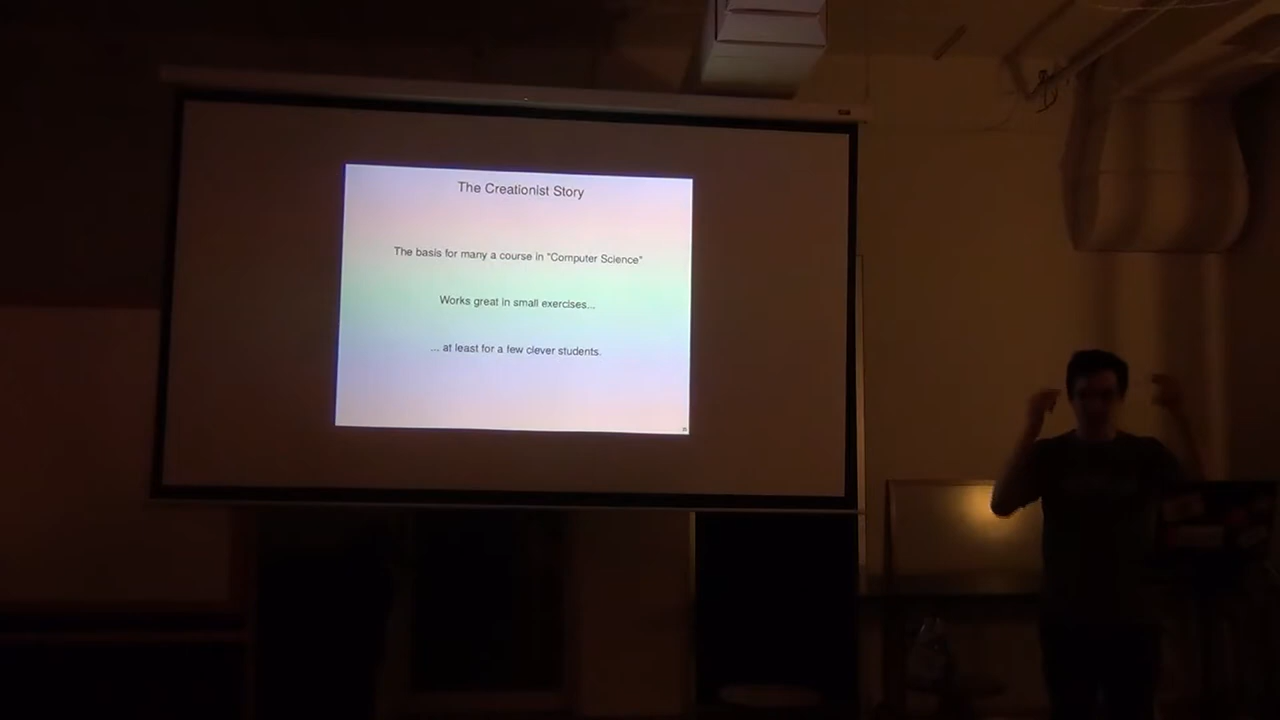 The Creationist Story
The basis for many a course in "Computer Science"
Works great in small exercises...
... at least for a few clever students.